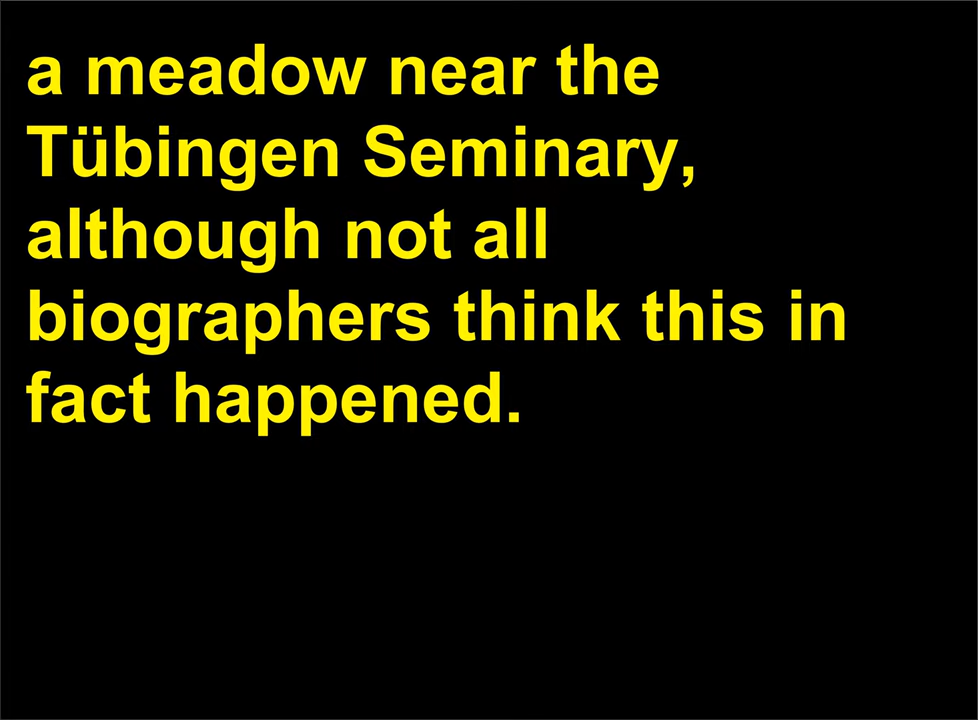 a meadow near the
Tübingen Seminary,
although not all
biographers think this in
fact happened.